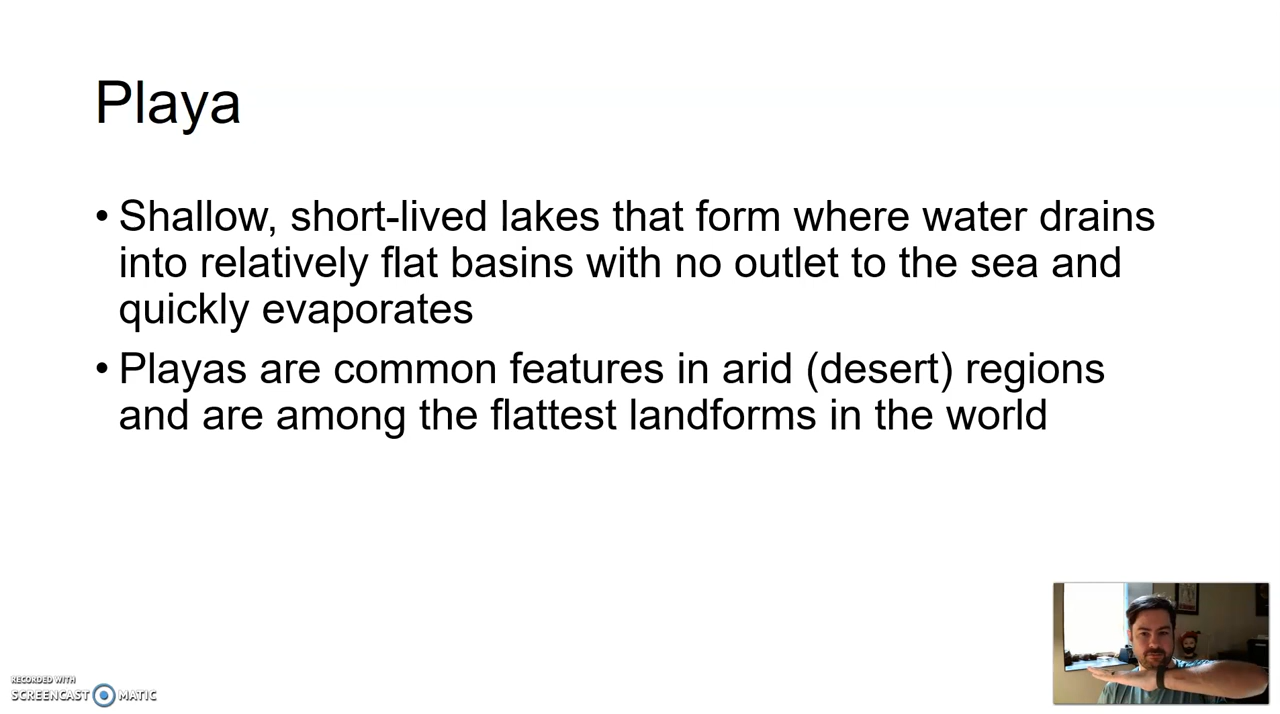 Playa
• Shallow, short-lived lakes that form where water drains
into relatively flat basins with no outlet to the sea and
quickly evaporates
• Playas are common features in arid (desert) regions
and are among the flattest landforms in the world
RECORDED WITH
SCREENCAST MATIC